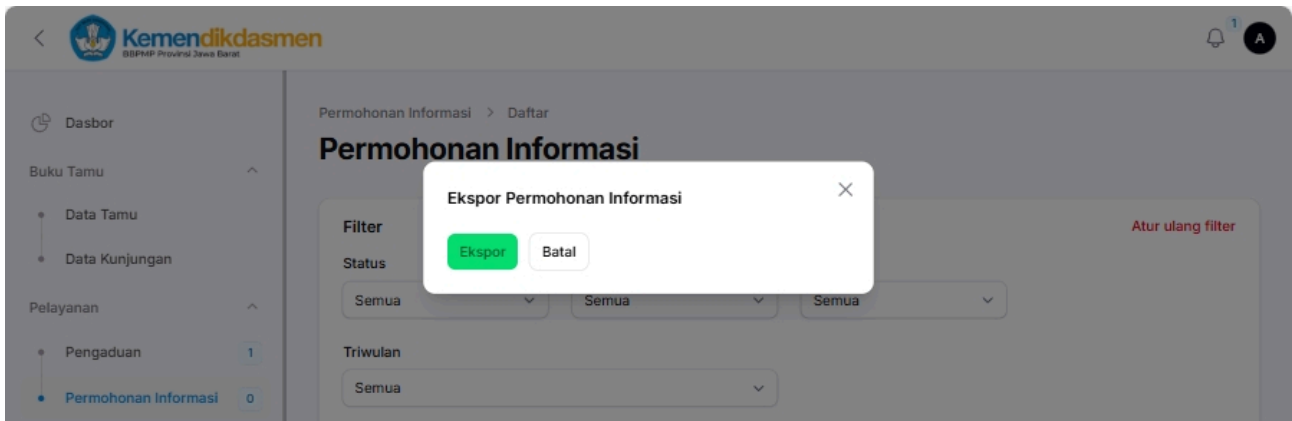 Kemendikdasmen
BBPMP Provinsi Jawa Barat
1
A
Dasbor
Buku Tamu
Data Tamu
Data Kunjungan
Pelayanan
Pengaduan 1
Permohonan Informasi 0
Permohonan Informasi > Daftar
Permohonan Informasi
Ekspor Permohonan Informasi
Ekspor Batal
Filter Atur ulang filter
Status
Semua Semua Semua
Triwulan
Semua